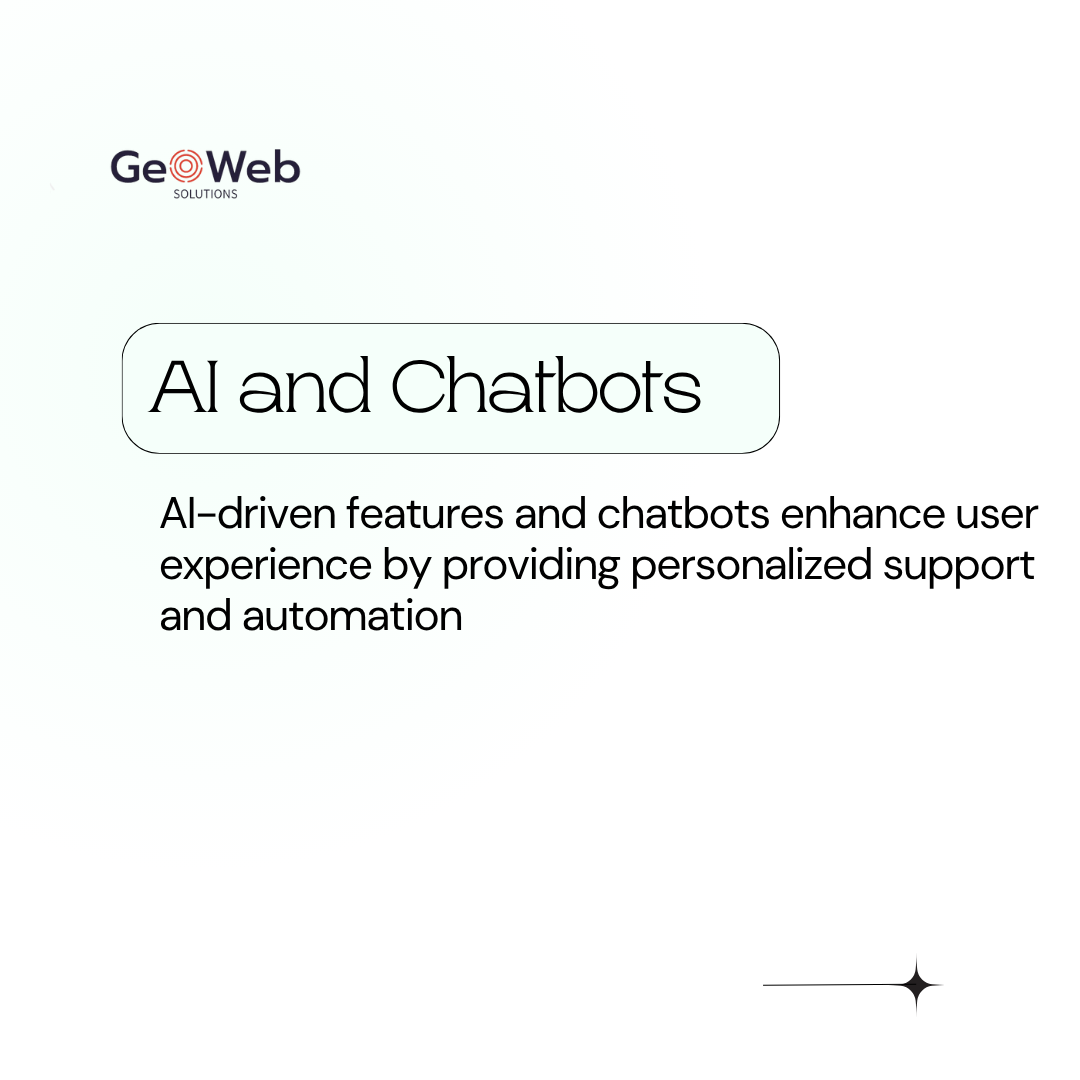 GeoWeb
SOLUTIONS
AI and Chatbots
AI-driven features and chatbots enhance user
experience by providing personalized support
and automation